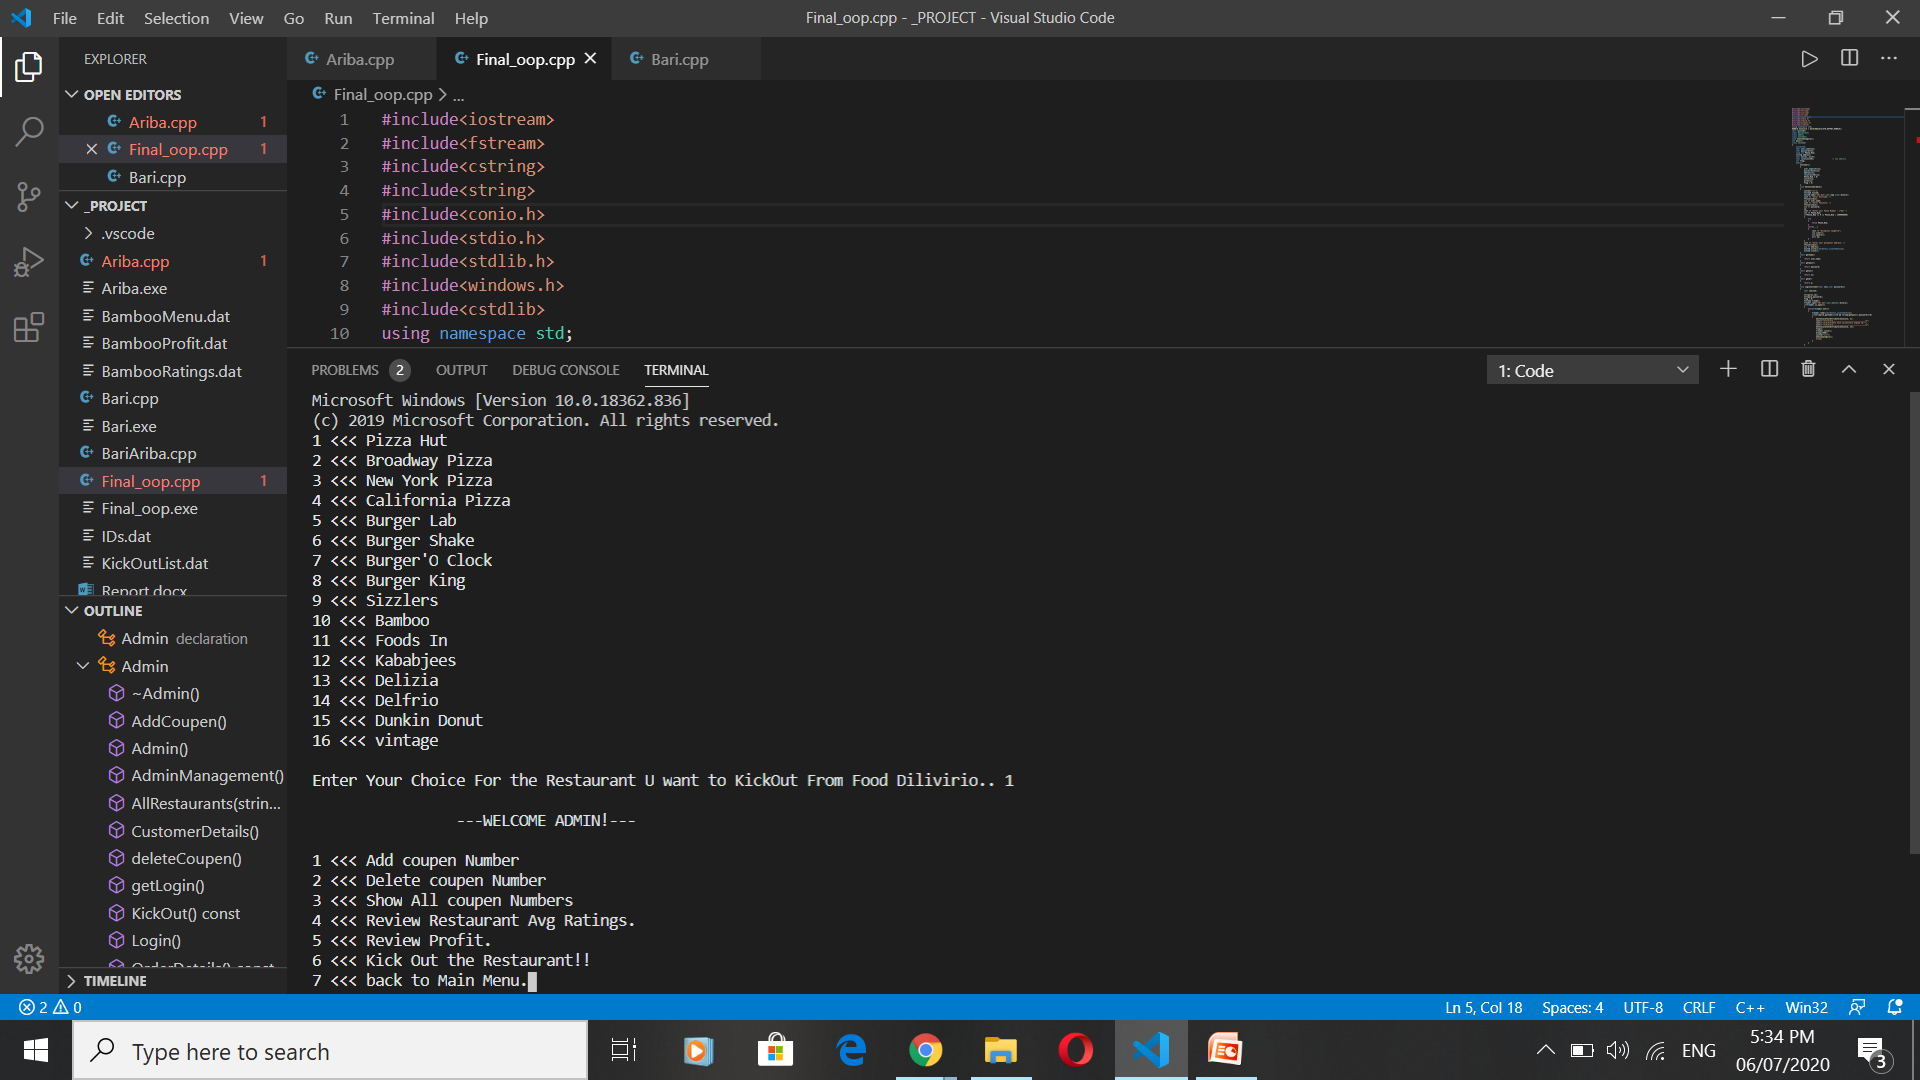 File Edit Selection View Go Run Terminal Help
Final_oop.cpp - _PROJECT - Visual Studio Code
EXPLORER
OPEN EDITORS
Ariba.cpp 1
Final_oop.cpp 1
Bari.cpp
_PROJECT
.vscode
Ariba.cpp 1
Ariba.exe
BambooMenu.dat
BambooProfit.dat
BambooRatings.dat
Bari.cpp
Bari.exe
BariAriba.cpp
Final_oop.cpp 1
Final_oop.exe
IDs.dat
KickOutList.dat
Report.docx
OUTLINE
Admin declaration
Admin
~Admin()
AddCoupen()
Admin()
AdminManagement()
AllRestaurants(strin...
CustomerDetails()
deleteCoupen()
getLogin()
KickOut() const
Login()
OrderDetails() const
TIMELINE
Ariba.cpp
Final_oop.cpp
Bari.cpp
Final_oop.cpp > ...
1 #include<iostream>
2 #include<fstream>
3 #include<cstring>
4 #include<string>
5 #include<conio.h>
6 #include<stdio.h>
7 #include<stdlib.h>
8 #include<windows.h>
9 #include<cstdlib>
10 using namespace std;
PROBLEMS 2 OUTPUT DEBUG CONSOLE TERMINAL
1: Code
Microsoft Windows [Version 10.0.18362.836]
(c) 2019 Microsoft Corporation. All rights reserved.
1 <<< Pizza Hut
2 <<< Broadway Pizza
3 <<< New York Pizza
4 <<< California Pizza
5 <<< Burger Lab
6 <<< Burger Shake
7 <<< Burger'O Clock
8 <<< Burger King
9 <<< Sizzlers
10 <<< Bamboo
11 <<< Foods In
12 <<< Kababjees
13 <<< Delizia
14 <<< Delfrio
15 <<< Dunkin Donut
16 <<< vintage
Enter Your Choice For the Restaurant U want to KickOut From Food Dilivirio.. 1
---WELCOME ADMIN!---
1 <<< Add coupen Number
2 <<< Delete coupen Number
3 <<< Show All coupen Numbers
4 <<< Review Restaurant Avg Ratings.
5 <<< Review Profit.
6 <<< Kick Out the Restaurant!!
7 <<< back to Main Menu.
2 0
Ln 5, Col 18 Spaces: 4 UTF-8 CRLF C++ Win32
Type here to search
ENG
5:34 PM
06/07/2020
3